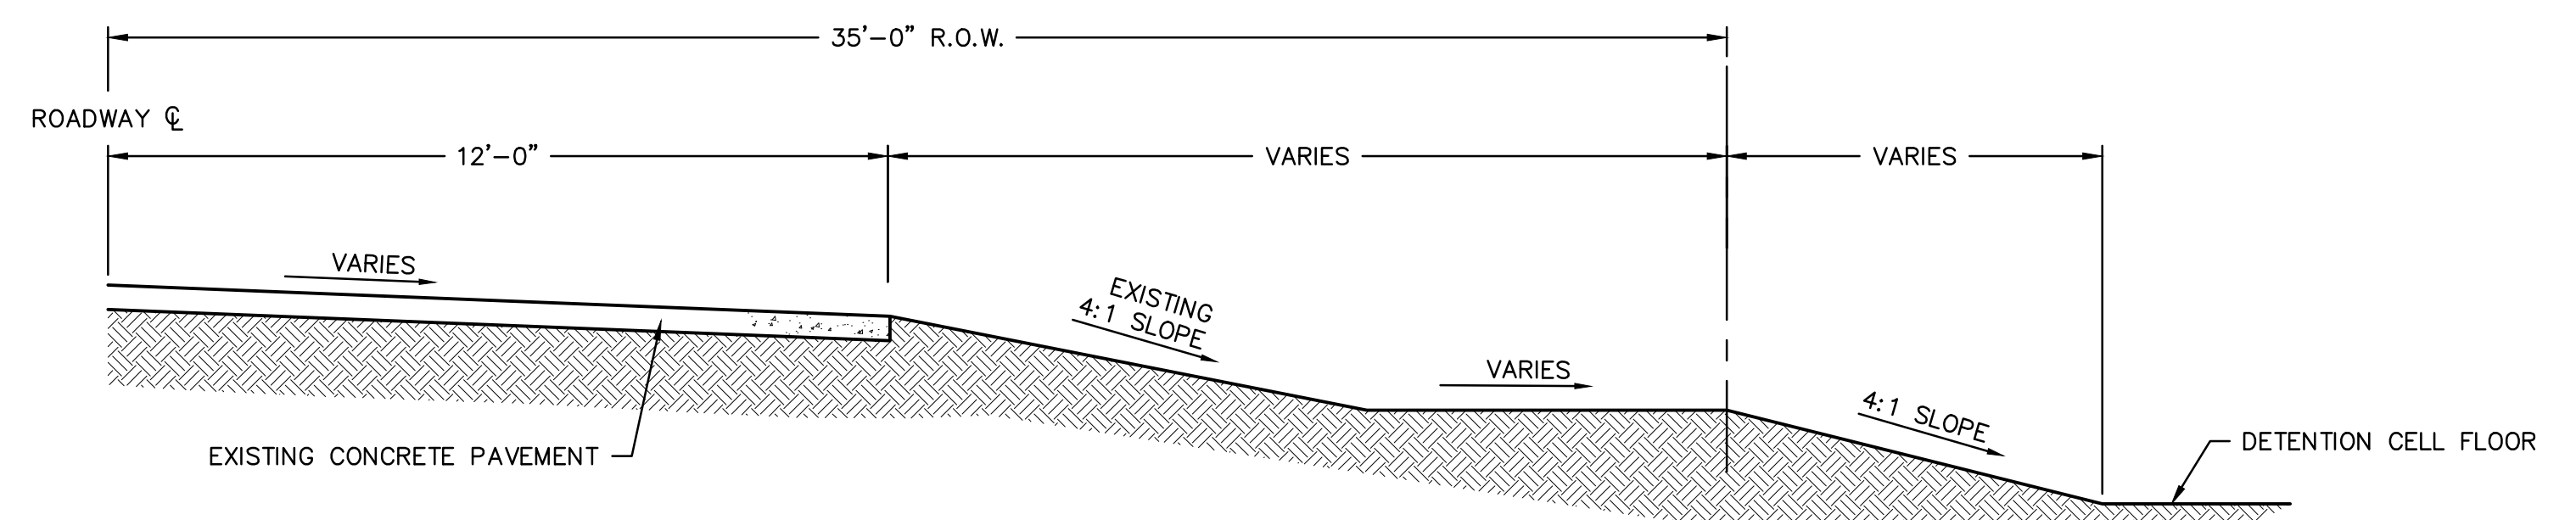 35'-0" R.O.W.
ROADWAY ℄
12'-0"
VARIES
VARIES
VARIES
EXISTING
4:1 SLOPE
VARIES
4:1 SLOPE
EXISTING CONCRETE PAVEMENT
DETENTION CELL FLOOR